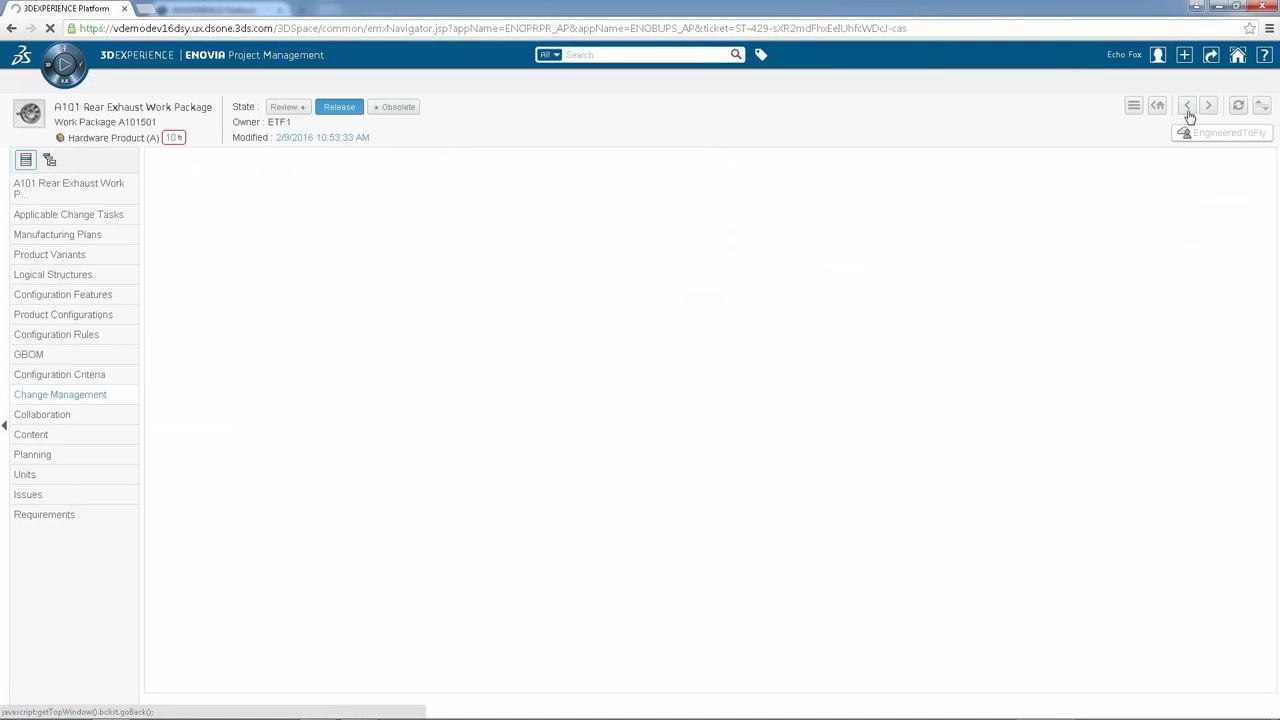 3DEXPERIENCE Platform
https://vdemodev16dsy.ux.dsone.3ds.com/3DSpace/common/emxNavigator.jsp?appName=ENOPRPR_AP&appName=ENOBUPS_AP&ticket=ST-429-sXR2mdFhxEelUhfcWDCJ-cas
3DEXPERIENCE | ENOVIA Project Management
All
Search
Echo Fox
A101 Rear Exhaust Work Package
Work Package A101501
Hardware Product (A)
State :
Review
Release
Obsolete
Owner : ETF1
Modified : 2/9/2016 10:53:33 AM
EngineeredToFly
A101 Rear Exhaust Work
P...
Applicable Change Tasks
Manufacturing Plans
Product Variants
Logical Structures
Configuration Features
Product Configurations
Configuration Rules
GBOM
Configuration Criteria
Change Management
Collaboration
Content
Planning
Units
Issues
Requirements
javascript:getTopWindow().bclist.goBack();